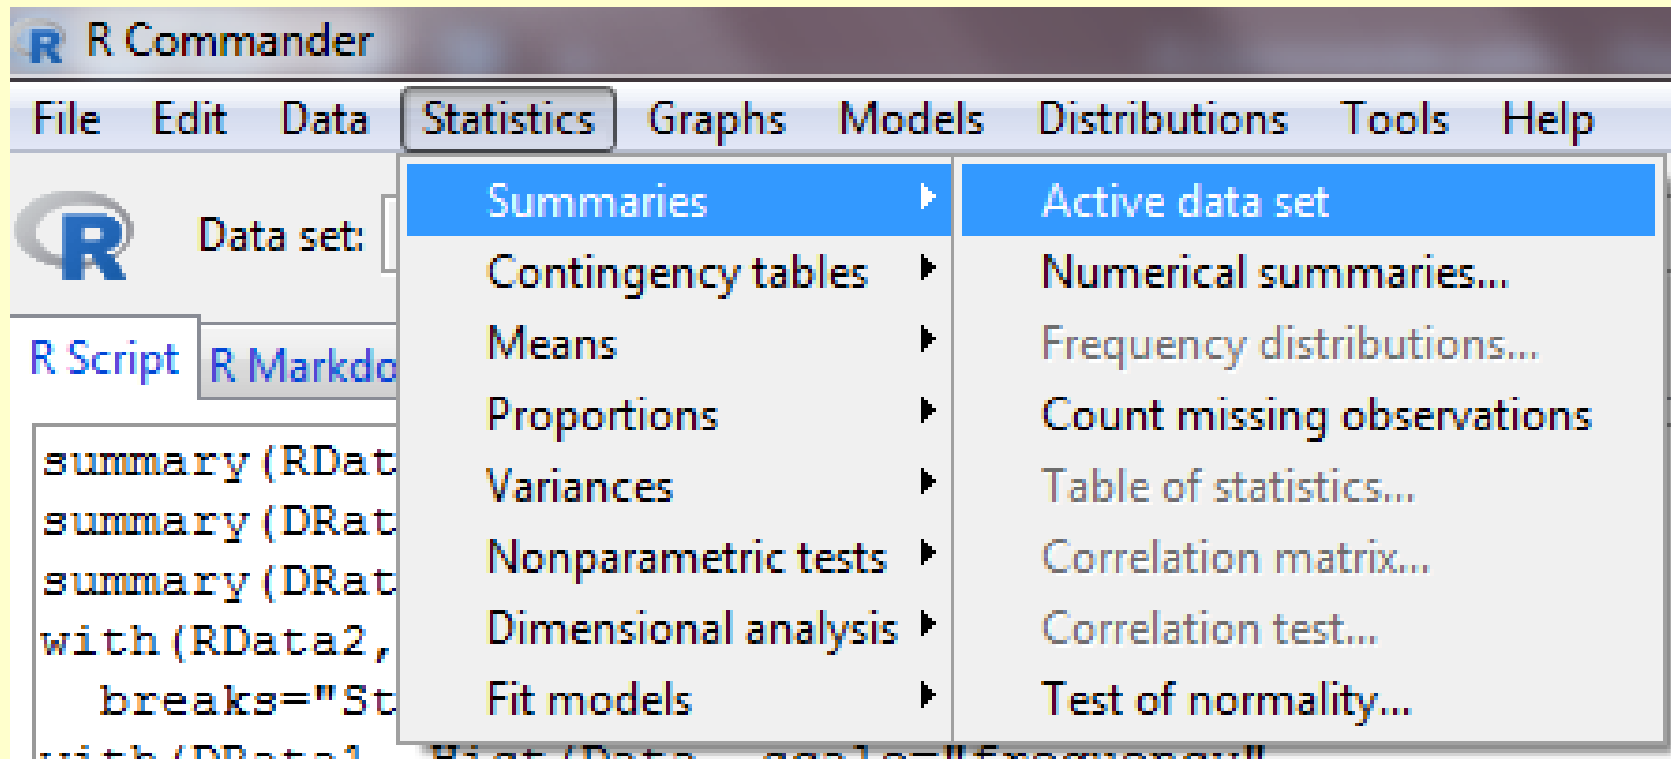 R Commander
File Edit Data Statistics Graphs Models Distributions Tools Help
R Data set:
Summaries
Contingency tables
Means
Proportions
Variances
Nonparametric tests
Dimensional analysis
Fit models
Active data set
Numerical summaries...
Frequency distributions...
Count missing observations
Table of statistics...
Correlation matrix...
Correlation test...
Test of normality...
R Script R Markdo
summary(RDat
summary(DRat
summary(DRat
with(RData2,
breaks="St